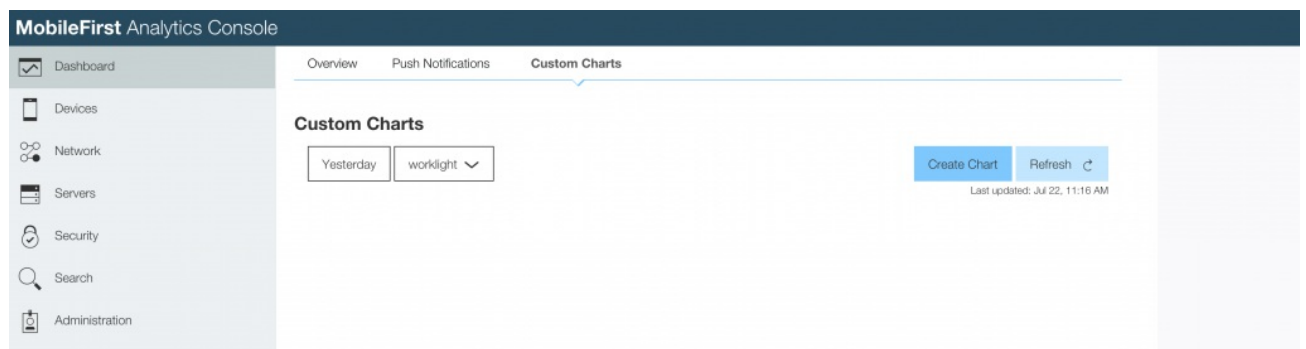 MobileFirst Analytics Console
Dashboard
Devices
Network
Servers
Security
Search
Administration
Overview Push Notifications Custom Charts
Custom Charts
Yesterday worklight
Create Chart Refresh
Last updated: Jul 22, 11:16 AM